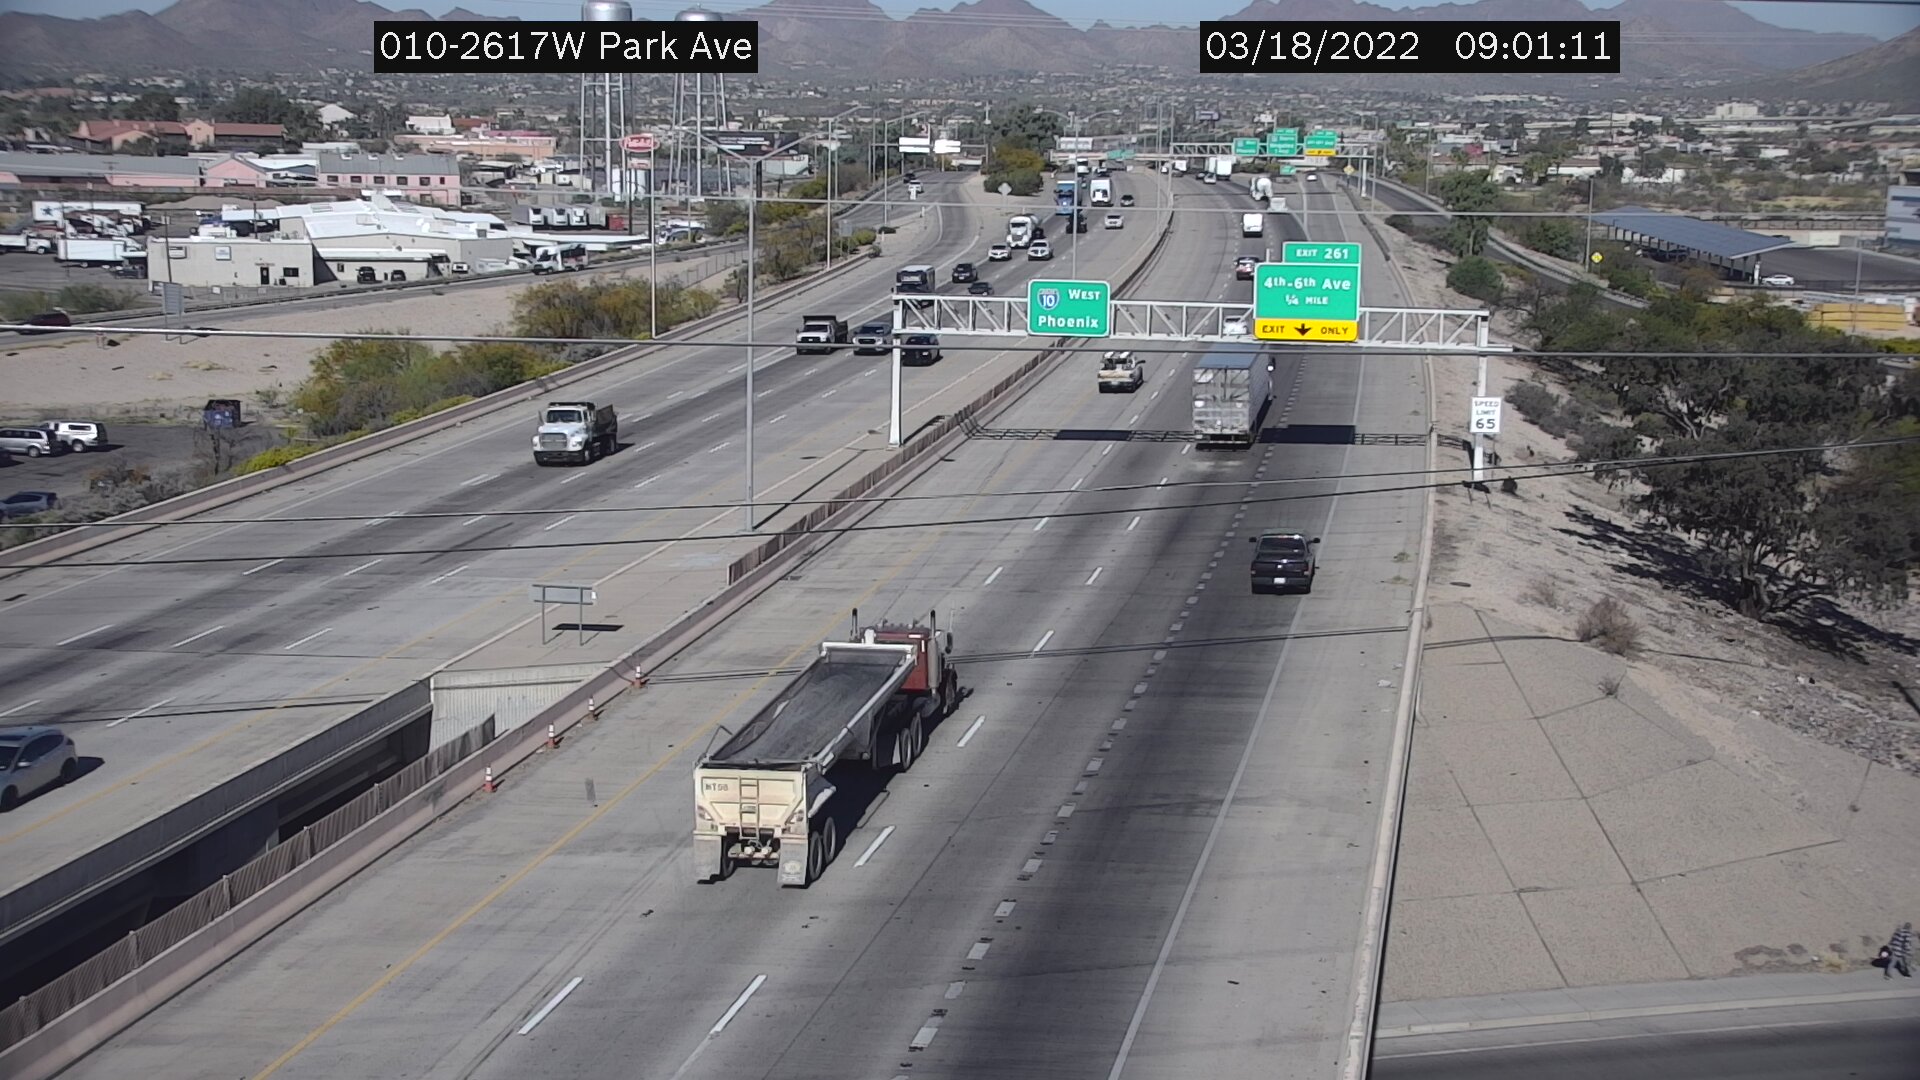 010-2617W Park Ave
03/18/2022 09:01:11
EXIT 261
4th-6th Ave
1/4 MILE
EXIT ONLY
10 WEST
Phoenix
SPEED
LIMIT
65